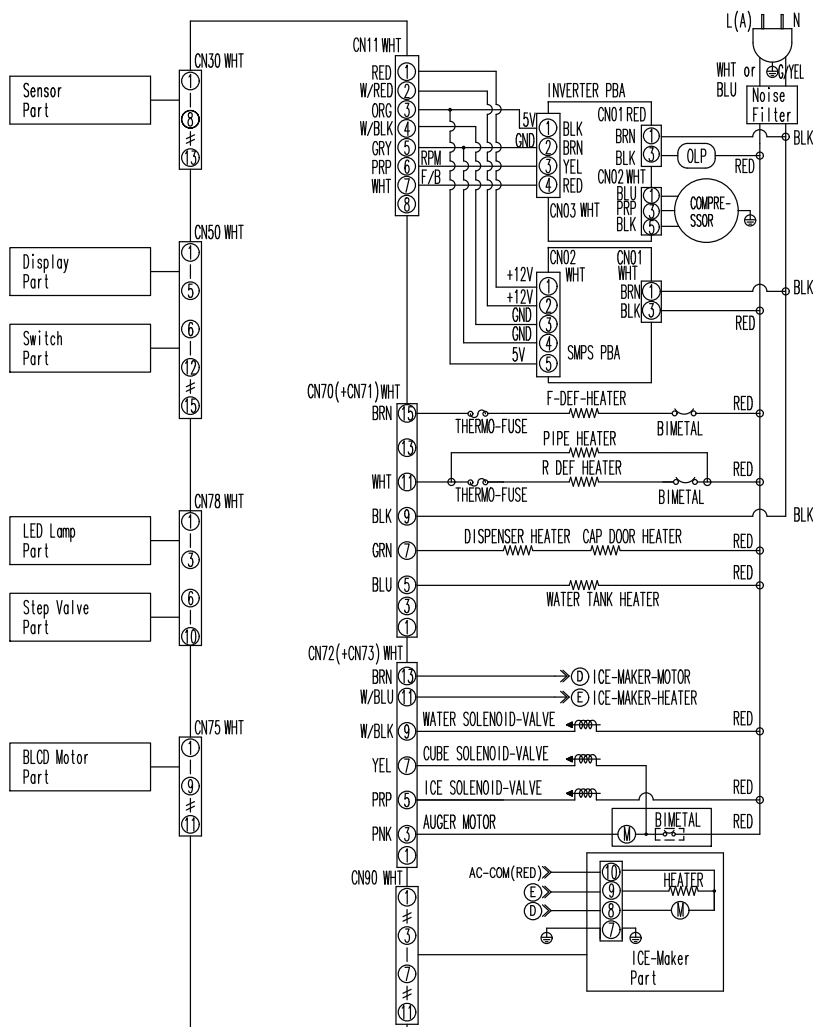 L(A) N
WHT or
BLU
G/YEL
Noise
Filter
BLK
RED
CN30 WHT
1
8
≠
13
Sensor
Part
CN50 WHT
1
5
6
12
≠
15
Display
Part
Switch
Part
CN78 WHT
1
3
6
10
LED Lamp
Part
Step Valve
Part
CN75 WHT
1
9
≠
11
BLCD Motor
Part
CN11 WHT
RED 1
W/RED 2
ORG 3
W/BLK 4
GRY 5
PRP 6 RPM
WHT 7 F/B
8
INVERTER PBA
5V 1 BLK
GND 2 BRN
3 YEL
4 RED
CN03 WHT
CN01 RED
BRN 1
BLK 3 OLP
CN02 WHT
BLU 1
PRP 3
BLK 5
COMPRE-
SSOR
CN02
WHT
CN01
WHT
+12V 1
+12V 2
GND 3
GND 4
5V 5
SMPS PBA
BRN 1
BLK 3
BLK
RED
CN70(+CN71)WHT
BRN 15 THERMO-FUSE F-DEF-HEATER BIMETAL RED
13
PIPE HEATER
WHT 11 THERMO-FUSE R DEF HEATER BIMETAL RED
BLK 9 BLK
GRN 7 DISPENSER HEATER CAP DOOR HEATER RED
BLU 5 WATER TANK HEATER RED
3
1
CN72(+CN73)WHT
BRN 13 D ICE-MAKER-MOTOR
W/BLU 11 E ICE-MAKER-HEATER
W/BLK 9 WATER SOLENOID-VALVE RED
YEL 7 CUBE SOLENOID-VALVE
PRP 5 ICE SOLENOID-VALVE RED
PNK 3 AUGER MOTOR M BIMETAL RED
1
CN90 WHT
1
≠
3
7
≠
11
AC-COM(RED) 10
E 9 HEATER
D 8 M
7
ICE-Maker
Part